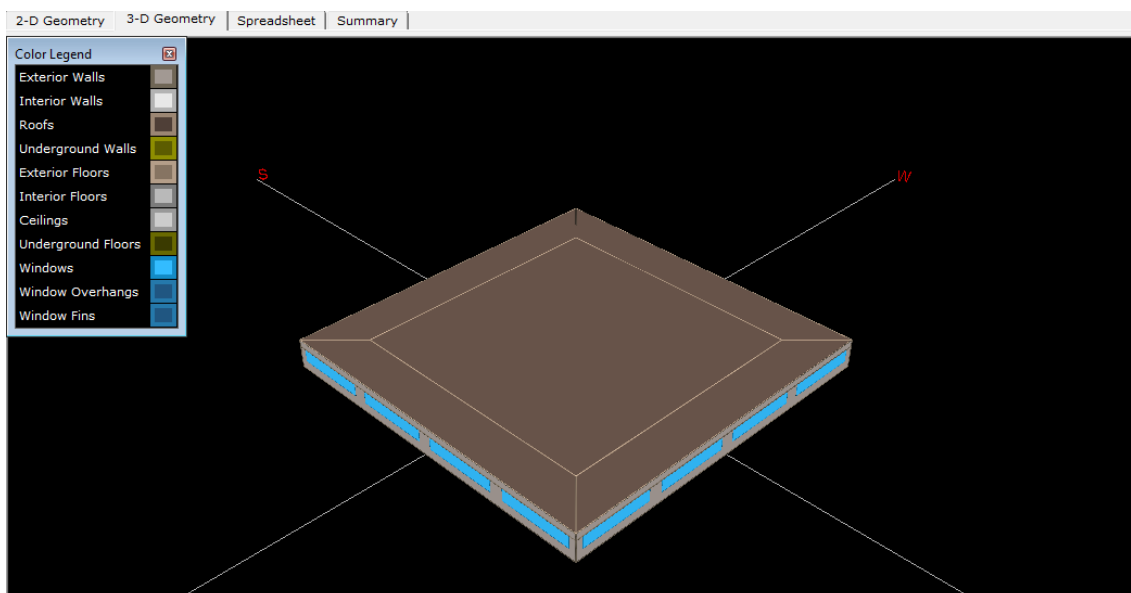 2-D Geometry 3-D Geometry Spreadsheet Summary
Color Legend
Exterior Walls
Interior Walls
Roofs
Underground Walls
Exterior Floors
Interior Floors
Ceilings
Underground Floors
Windows
Window Overhangs
Window Fins
S
W